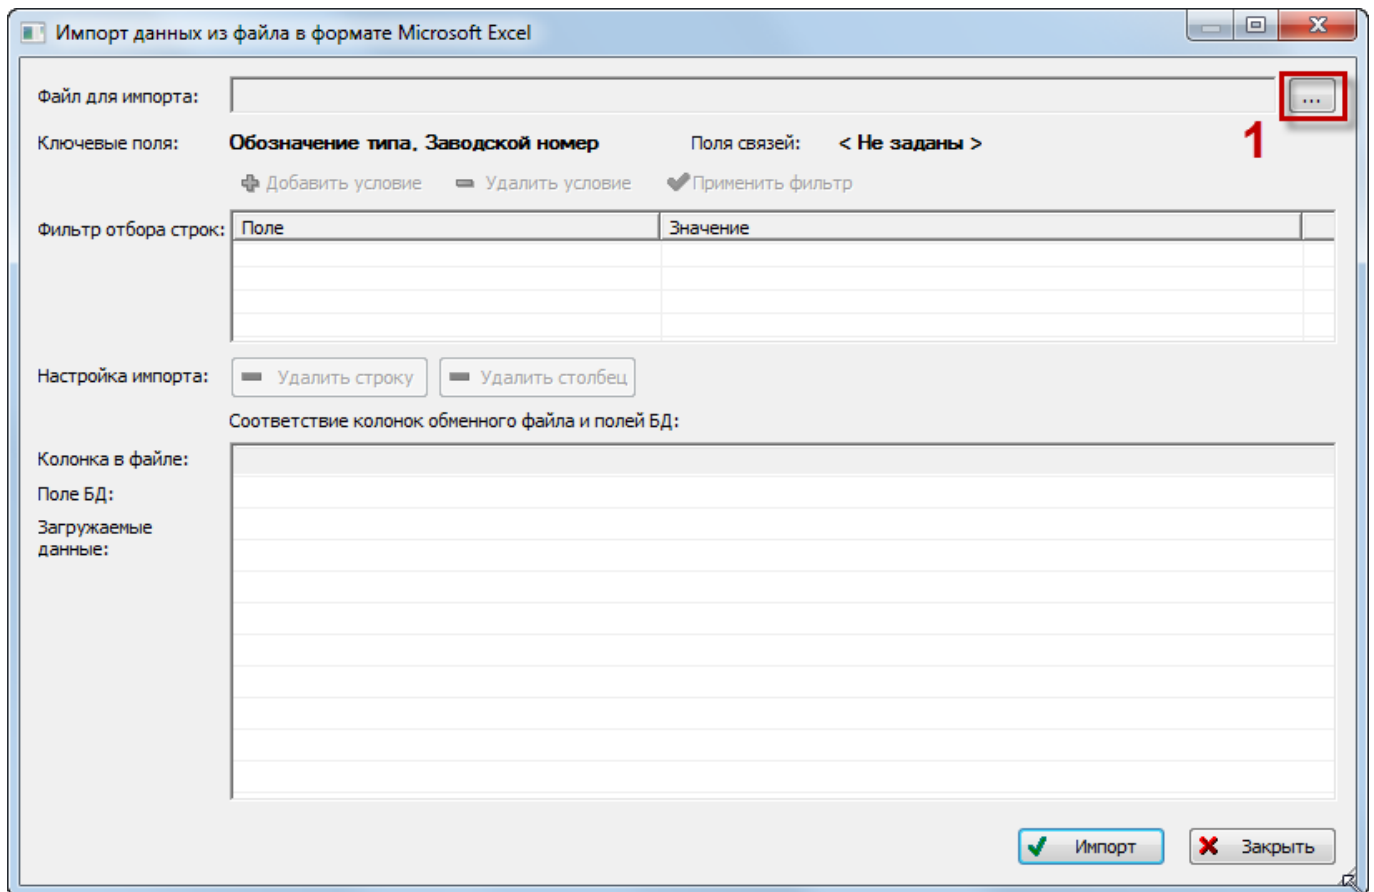 Импорт данных из файла в формате Microsoft Excel
Файл для импорта: ...
1
Ключевые поля: Обозначение типа, Заводской номер Поля связей: < Не заданы >
Добавить условие Удалить условие Применить фильтр
Фильтр отбора строк: Поле Значение
Настройка импорта: Удалить строку Удалить столбец
Соответствие колонок обменного файла и полей БД:
Колонка в файле:
Поле БД:
Загружаемые
данные:
Импорт Закрыть